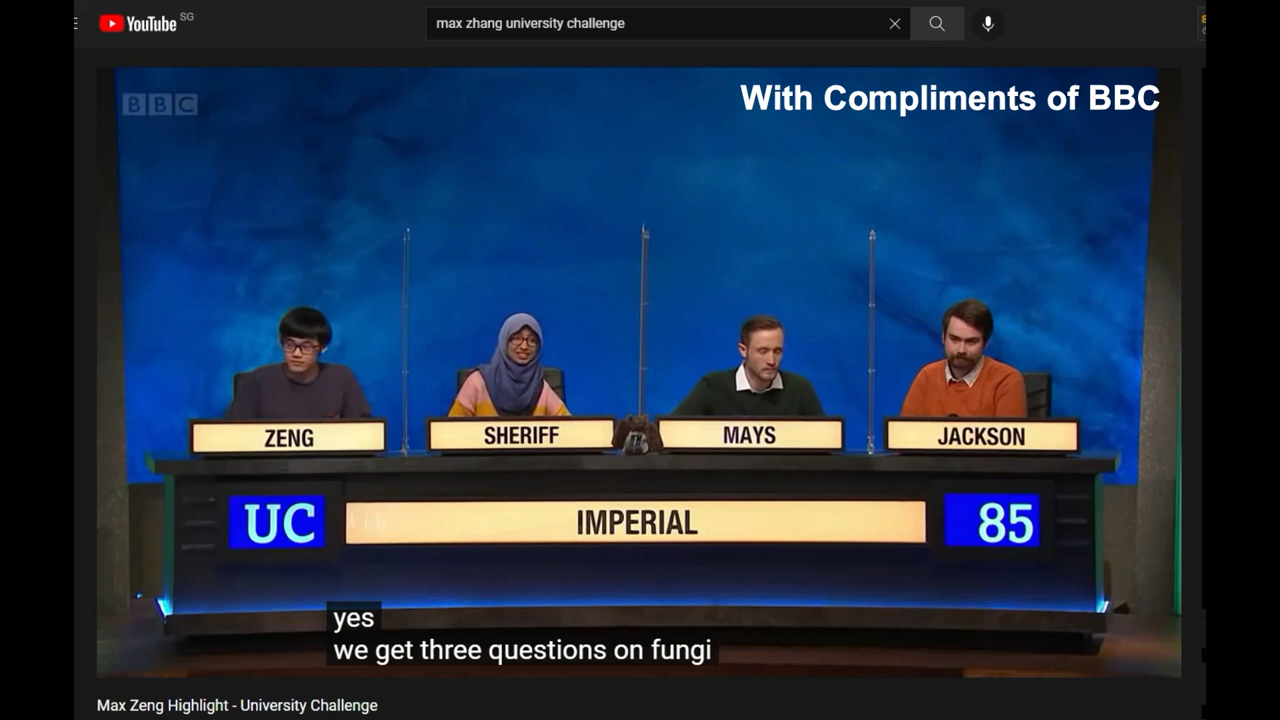 YouTube SG
max zhang university challenge
BBC
With Compliments of BBC
ZENG
SHERIFF
MAYS
JACKSON
UC
IMPERIAL
85
yes
we get three questions on fungi
Max Zeng Highlight - University Challenge